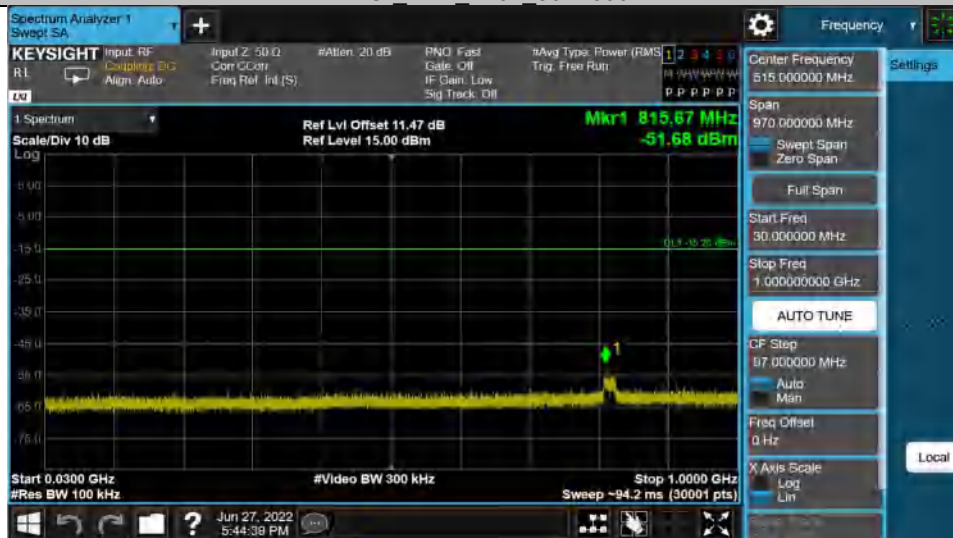 Spectrum Analyzer 1
Swept SA
Frequency
KEYSIGHT
Input: RF
Coupling: DC
Align: Auto
Input Z: 50 Ω
Corr CCorr
Freq Ref: Int (S)
#Atten: 20 dB
PNO: Fast
Gate: Off
IF Gain: Low
Sig Track: Off
#Avg Type: Power (RMS
Trig: Free Run
1 2 3 4 5 6
P P P P P P
RL
LXI
1 Spectrum
Scale/Div 10 dB
Ref Lvl Offset 11.47 dB
Ref Level 15.00 dBm
Mkr1 815.67 MHz
-51.68 dBm
Log
5.00
-5.00
-15.0
-25.0
-35.0
-45.0
-55.0
-65.0
-75.0
1
Start 0.0300 GHz
#Res BW 100 kHz
#Video BW 300 kHz
Stop 1.0000 GHz
Sweep ~94.2 ms (30001 pts)
Jun 27, 2022
5:44:39 PM
Center Frequency
515.000000 MHz
Settings
Span
970.000000 MHz
Swept Span
Zero Span
Full Span
Start Freq
30.000000 MHz
Stop Freq
1.000000000 GHz
AUTO TUNE
CF Step
97.000000 MHz
Auto
Man
Freq Offset
0 Hz
X Axis Scale
Log
Lin
Local